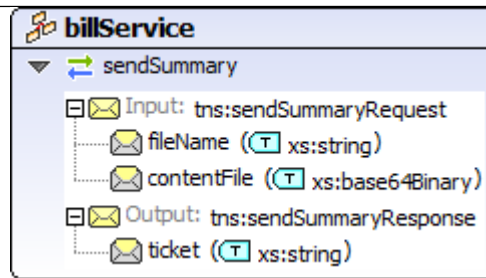 billService
sendSummary
Input: tns:sendSummaryRequest
fileName (T xs:string)
contentFile (T xs:base64Binary)
Output: tns:sendSummaryResponse
ticket (T xs:string)